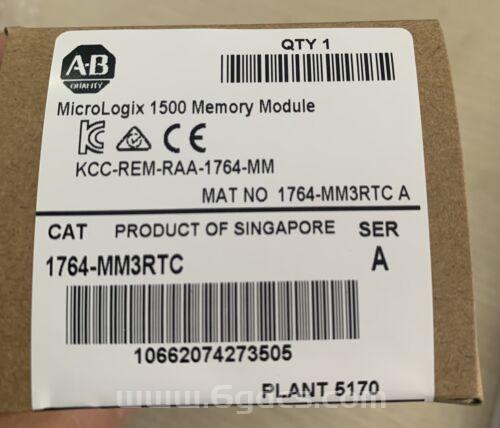 A·B
QUALITY
QTY 1
MicroLogix 1500 Memory Module
KCC-REM-RAA-1764-MM
MAT NO 1764-MM3RTC A
CAT PRODUCT OF SINGAPORE SER
1764-MM3RTC A
10662074273505
PLANT 5170
www.6gdcs.com